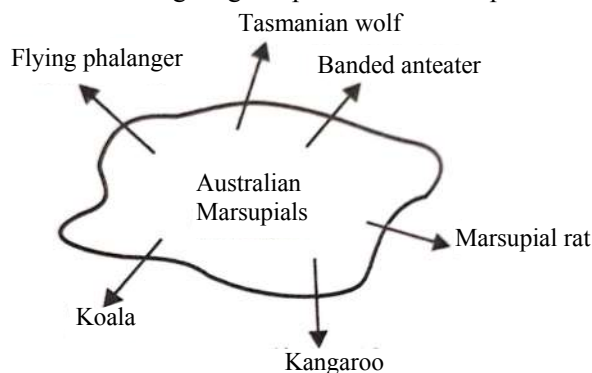 Tasmanian wolf
Flying phalanger
Banded anteater
Australian
Marsupials
Marsupial rat
Koala
Kangaroo